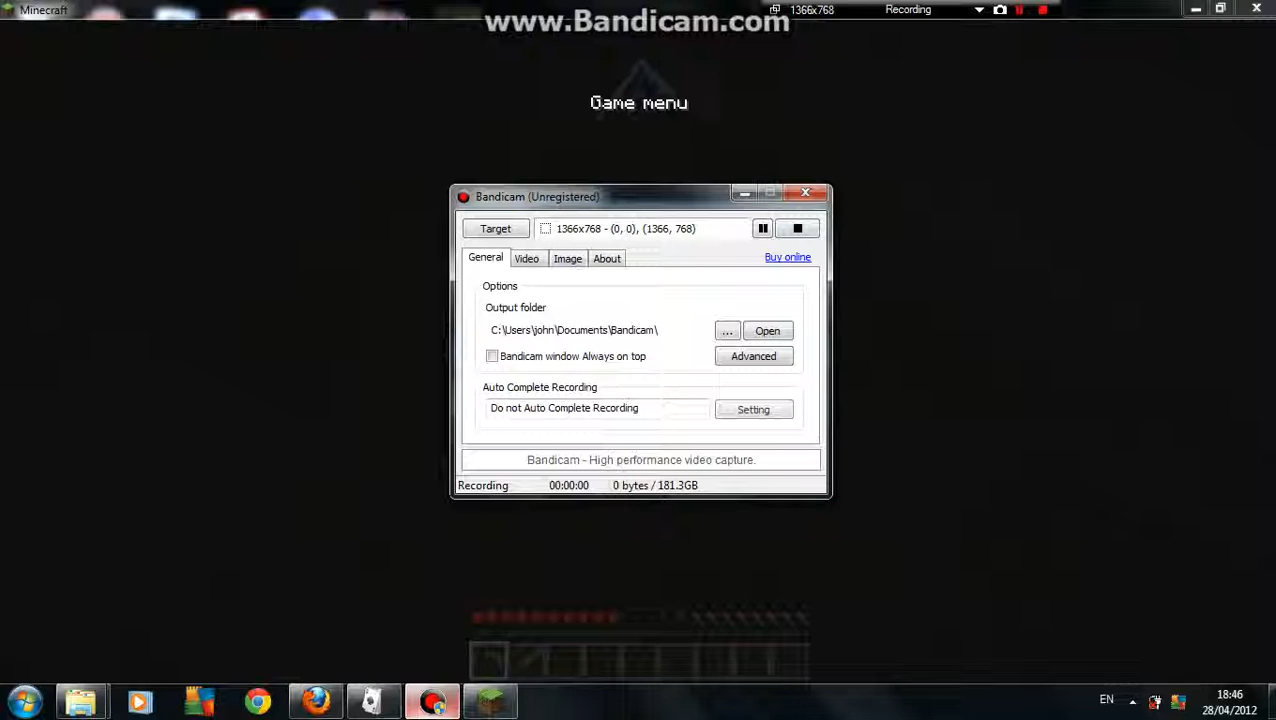 Minecraft
1366x768
Recording
www.Bandicam.com
Game menu
Bandicam (Unregistered)
Target
1366x768 - (0, 0), (1366, 768)
General
Video
Image
About
Buy online
Options
Output folder
C:\Users\john\Documents\Bandicam\
...
Open
Bandicam window Always on top
Advanced
Auto Complete Recording
Do not Auto Complete Recording
Setting
Bandicam - High performance video capture.
Recording
00:00:00
0 bytes / 181.3GB
EN
18:46
28/04/2012